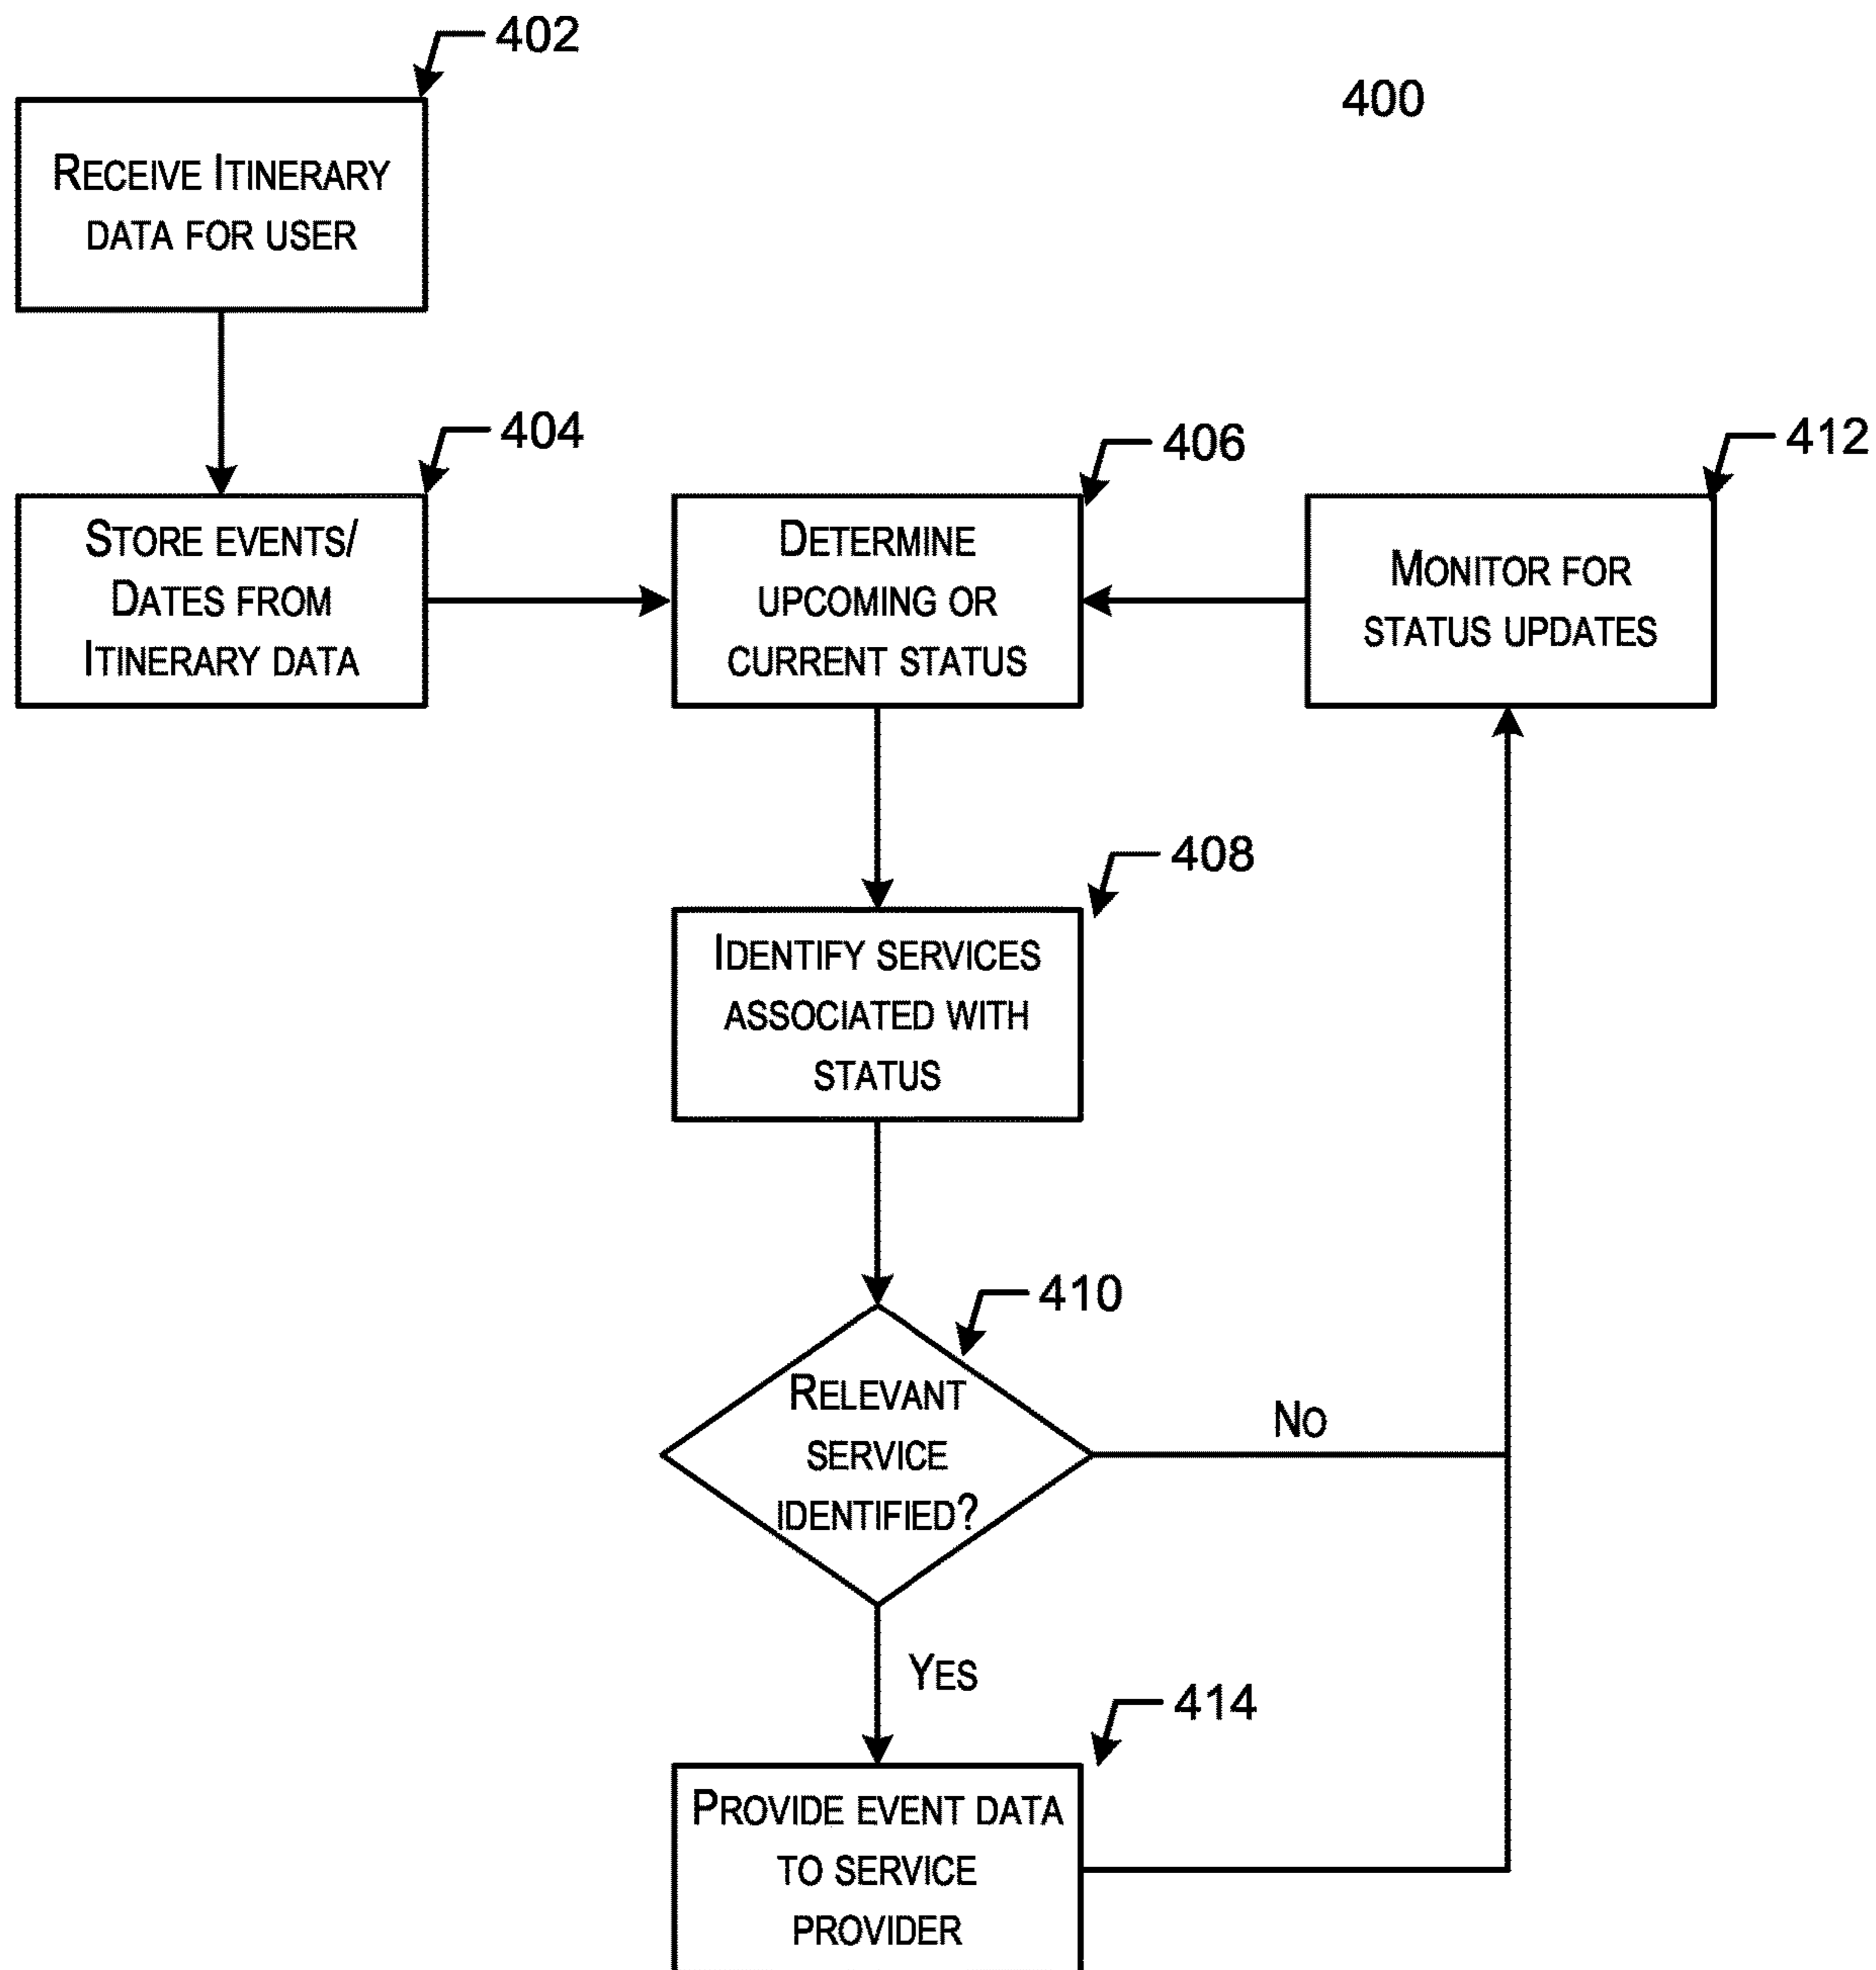 402
400
RECEIVE ITINERARY
DATA FOR USER
404
STORE EVENTS/
DATES FROM
ITINERARY DATA
406
DETERMINE
UPCOMING OR
CURRENT STATUS
412
MONITOR FOR
STATUS UPDATES
408
IDENTIFY SERVICES
ASSOCIATED WITH
STATUS
410
RELEVANT
SERVICE
IDENTIFIED?
NO
YES
414
PROVIDE EVENT DATA
TO SERVICE
PROVIDER